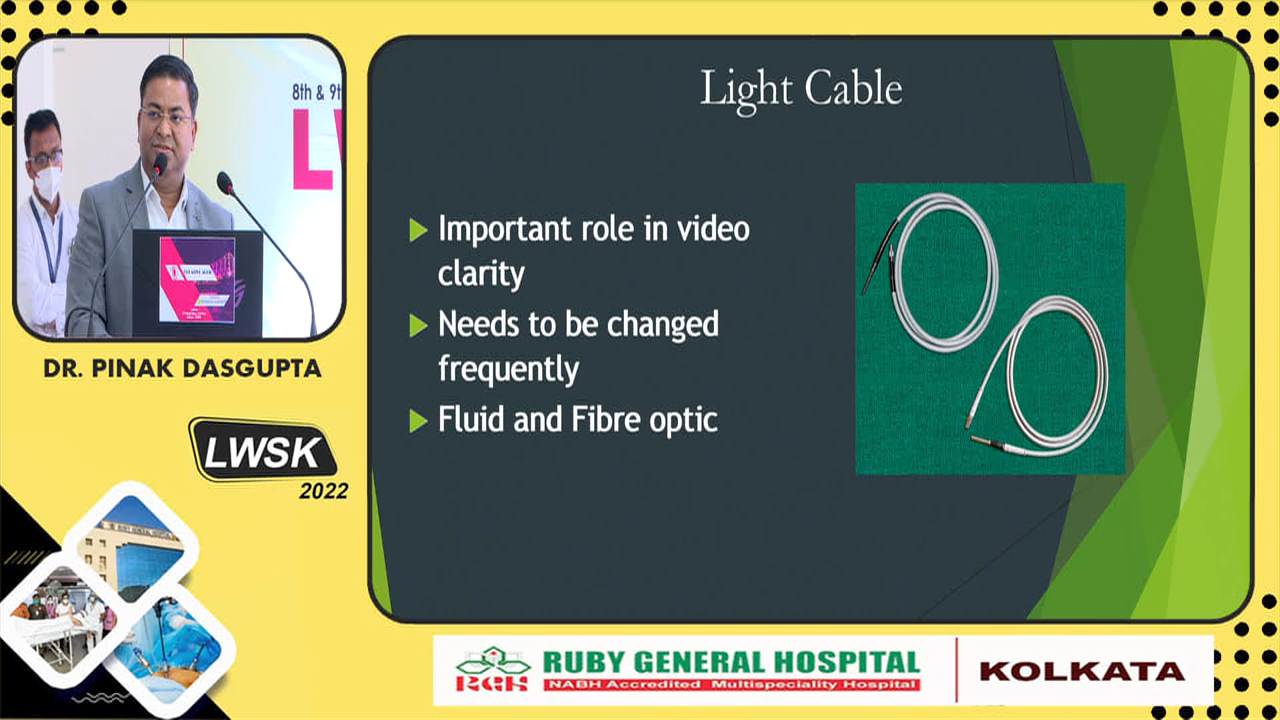 8th & 9t
DR. PINAK DASGUPTA
LWSK
2022
Light Cable
Important role in video
clarity
Needs to be changed
frequently
Fluid and Fibre optic
RGH
RUBY GENERAL HOSPITAL
NABH Accredited Multispeciality Hospital
KOLKATA